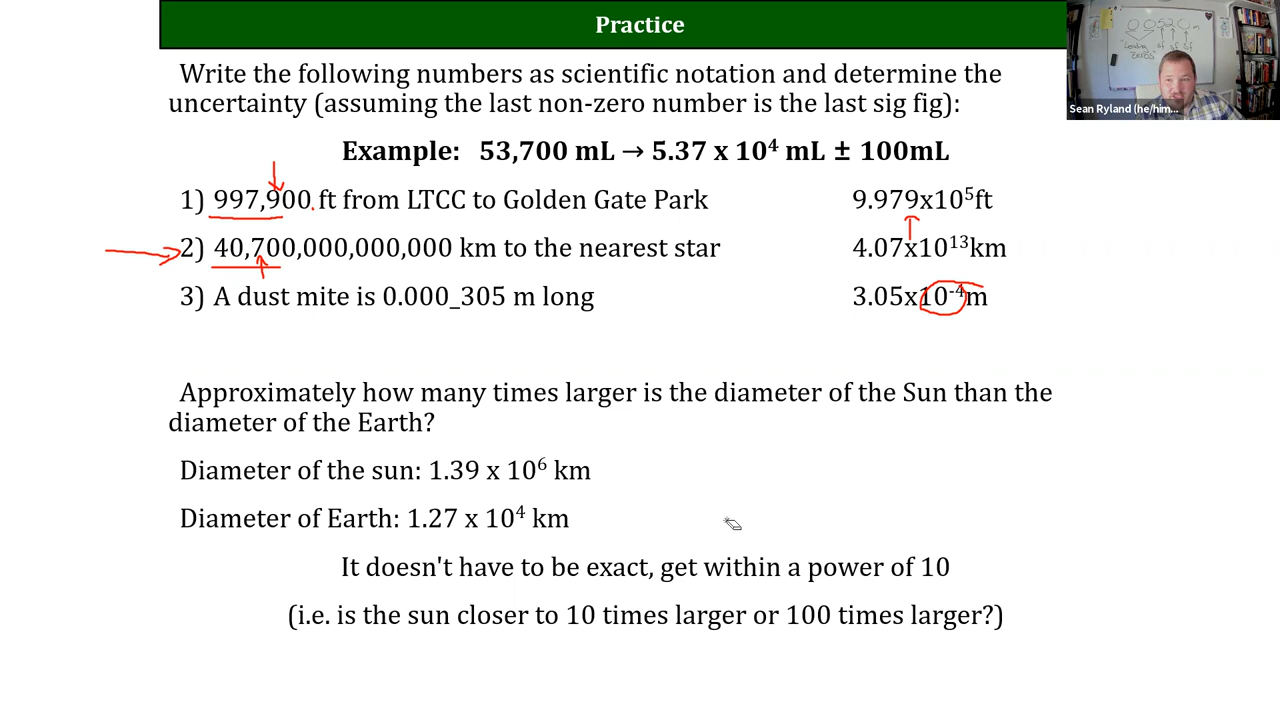 Practice
Write the following numbers as scientific notation and determine the
uncertainty (assuming the last non-zero number is the last sig fig):
Example: 53,700 mL → 5.37 x 10⁴ mL ± 100mL
1) 997,900 ft from LTCC to Golden Gate Park 9.979x10⁵ft
2) 40,700,000,000,000 km to the nearest star 4.07x10¹³km
3) A dust mite is 0.000_305 m long 3.05x10⁻⁴m
Approximately how many times larger is the diameter of the Sun than the
diameter of the Earth?
Diameter of the sun: 1.39 x 10⁶ km
Diameter of Earth: 1.27 x 10⁴ km
It doesn't have to be exact, get within a power of 10
(i.e. is the sun closer to 10 times larger or 100 times larger?)
"Leading
zeros"
Sean Ryland (he/him...